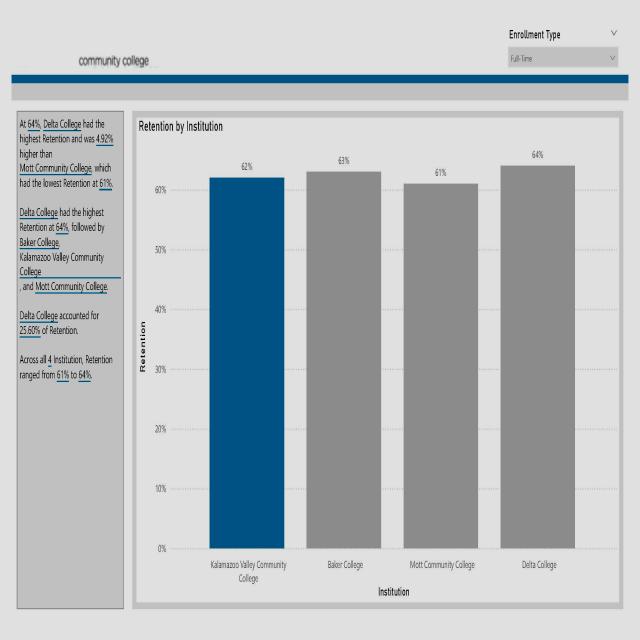 Enrollment Type
community college
Full-Time
At 64%, Delta College had the
highest Retention and was 4.92%
higher than
Mott Community College, which
had the lowest Retention at 61%.
Delta College had the highest
Retention at 64%, followed by
Baker College,
Kalamazoo Valley Community
College
, and Mott Community College.
Delta College accounted for
25.60% of Retention.
Across all 4 Institution, Retention
ranged from 61% to 64%.
Retention by Institution
62%
63%
61%
64%
60%
50%
40%
30%
20%
10%
0%
Retention
Kalamazoo Valley Community
College
Baker College
Mott Community College
Delta College
Institution